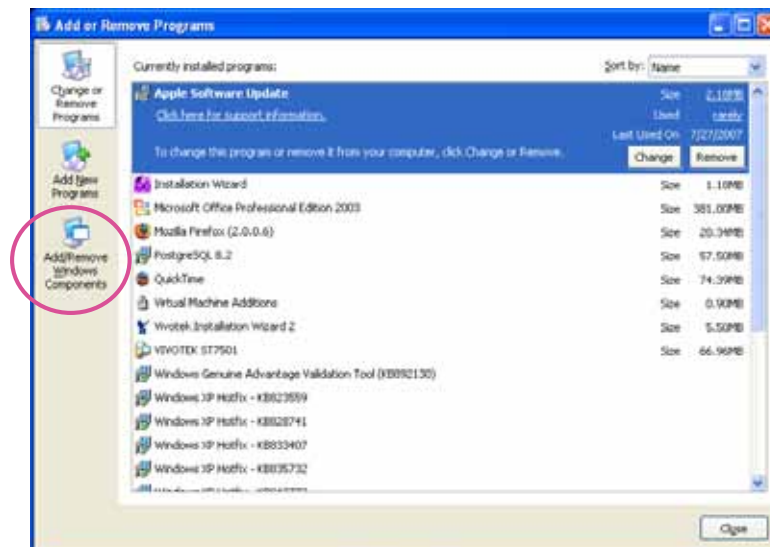 Add or Remove Programs
Change or Remove Programs
Add New Programs
Add/Remove Windows Components
Currently installed programs:
Sort by: Name
Apple Software Update Size 2.10MB
Click here for support information. Used rarely
Last Used On 7/27/2007
To change this program or remove it from your computer, click Change or Remove. Change Remove
Installation Wizard Size 1.10MB
Microsoft Office Professional Edition 2003 Size 381.00MB
Mozilla Firefox (2.0.0.6) Size 20.34MB
PostgreSQL 8.2 Size 57.50MB
QuickTime Size 74.39MB
Virtual Machine Additions Size 0.90MB
Vivotek Installation Wizard 2 Size 5.50MB
VIVOTEK ST7501 Size 66.96MB
Windows Genuine Advantage Validation Tool (KB892130)
Windows XP Hotfix - KB823559
Windows XP Hotfix - KB828741
Windows XP Hotfix - KB833407
Windows XP Hotfix - KB835732
Close